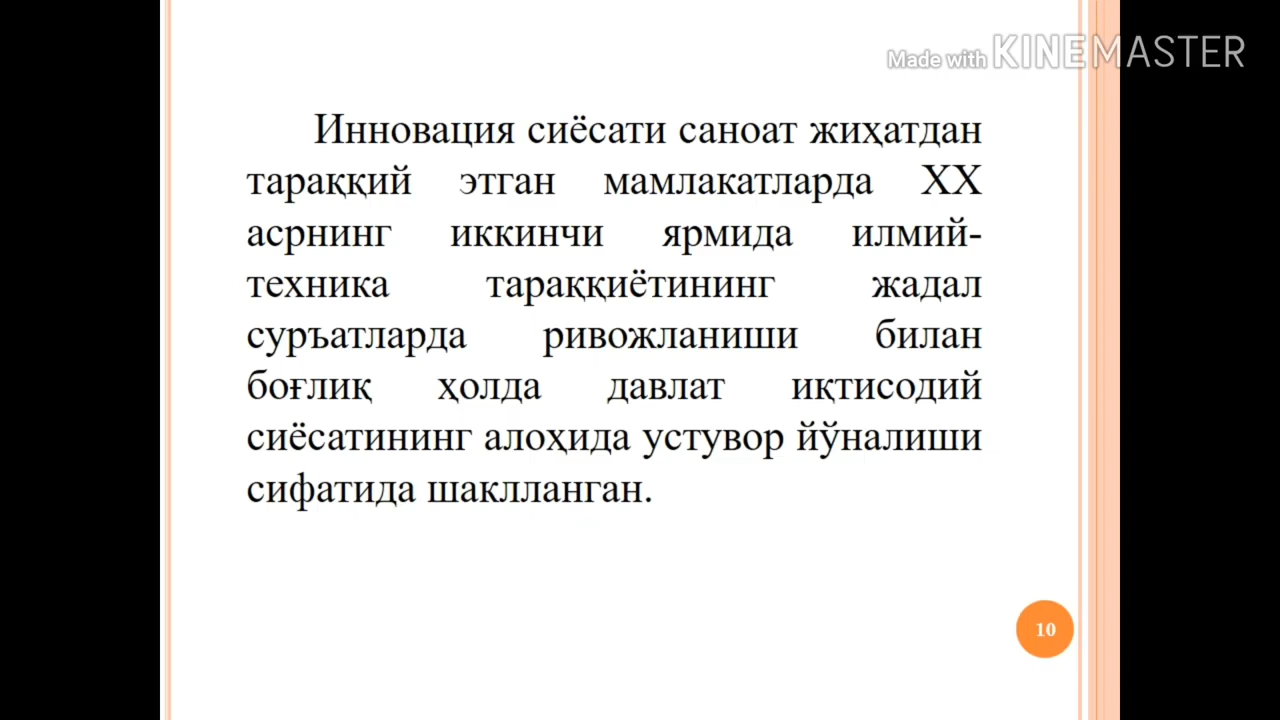 Made with KINEMASTER
Инновация сиёсати саноат жиҳатдан
тараққий этган мамлакатларда XX
асрнинг иккинчи ярмида илмий-
техника тараққиётининг жадал
суръатларда ривожланиши билан
боғлиқ ҳолда давлат иқтисодий
сиёсатининг алоҳида устувор йўналиши
сифатида шаклланган.
10